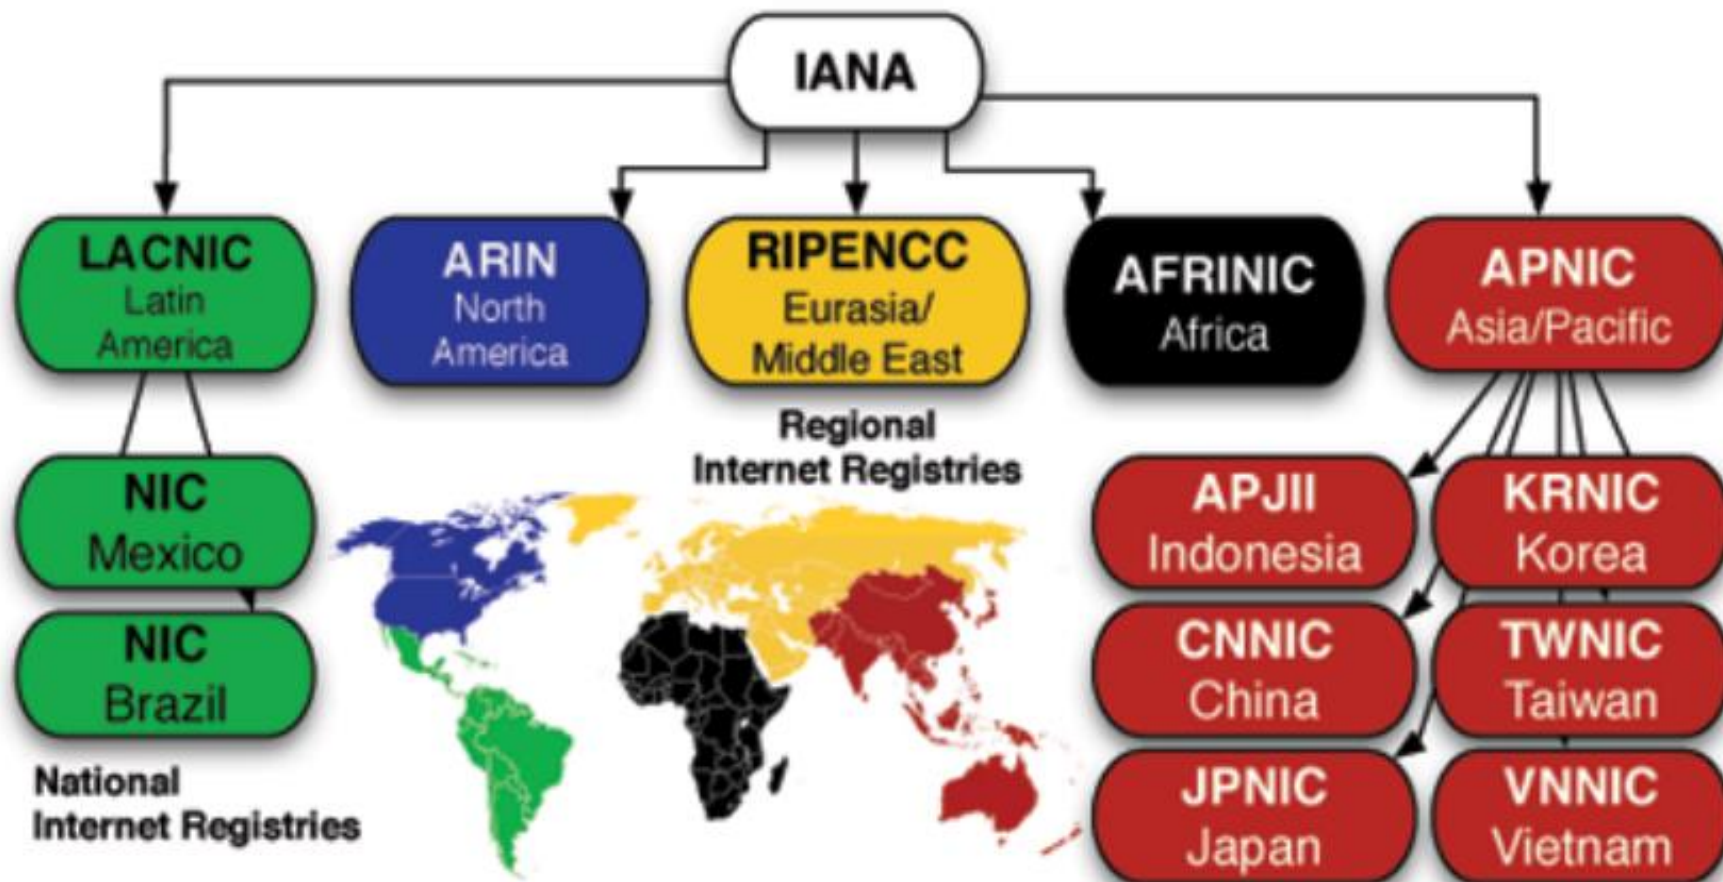 IANA
LACNIC
Latin
America
ARIN
North
America
RIPENCC
Eurasia/
Middle East
AFRINIC
Africa
APNIC
Asia/Pacific
Regional
Internet Registries
NIC
Mexico
NIC
Brazil
National
Internet Registries
APJII
Indonesia
KRNIC
Korea
CNNIC
China
TWNIC
Taiwan
JPNIC
Japan
VNNIC
Vietnam